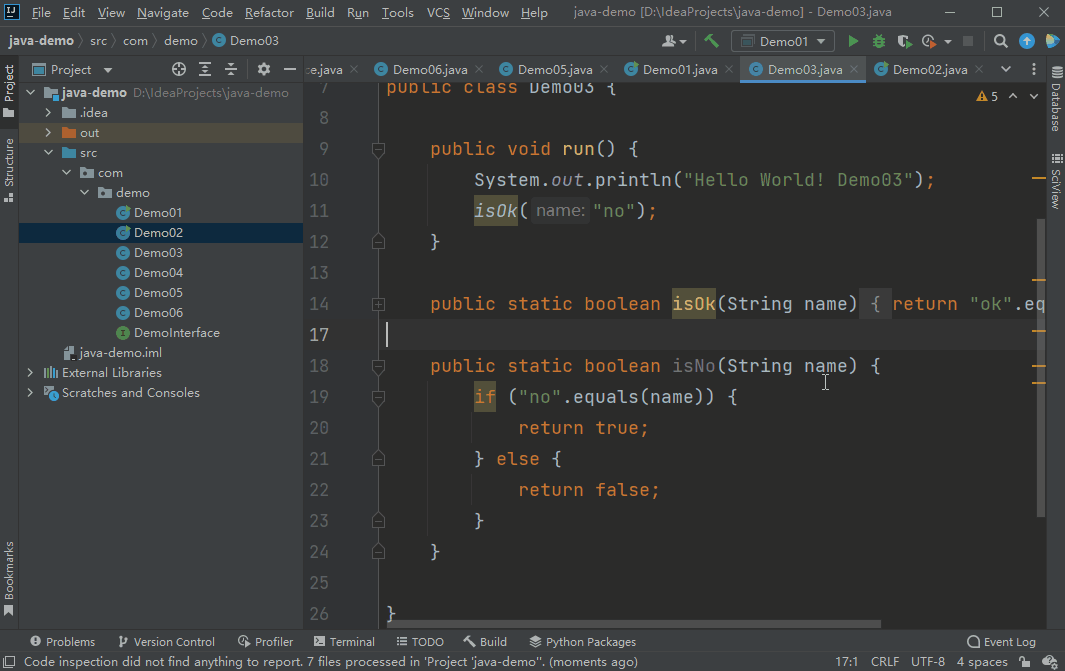 File Edit View Navigate Code Refactor Build Run Tools VCS Window Help java-demo [D:\IdeaProjects\java-demo] - Demo03.java
java-demo src com demo Demo03 Demo01
Project ce.java Demo06.java Demo05.java Demo01.java Demo03.java Demo02.java
Project
Structure
Bookmarks
java-demo D:\IdeaProjects\java-demo
.idea
out
src
com
demo
Demo01
Demo02
Demo03
Demo04
Demo05
Demo06
DemoInterface
java-demo.iml
External Libraries
Scratches and Consoles
7 public class Demo03 {
5
8
9 public void run() {
10 System.out.println("Hello World! Demo03");
11 isOk( name: "no");
12 }
13
14 public static boolean isOk(String name) { return "ok".eq
17
18 public static boolean isNo(String name) {
19 if ("no".equals(name)) {
20 return true;
21 } else {
22 return false;
23 }
24 }
25
26 }
Database
SciView
Problems Version Control Profiler Terminal TODO Build Python Packages Event Log
Code inspection did not find anything to report. 7 files processed in 'Project 'java-demo''. (moments ago) 17:1 CRLF UTF-8 4 spaces